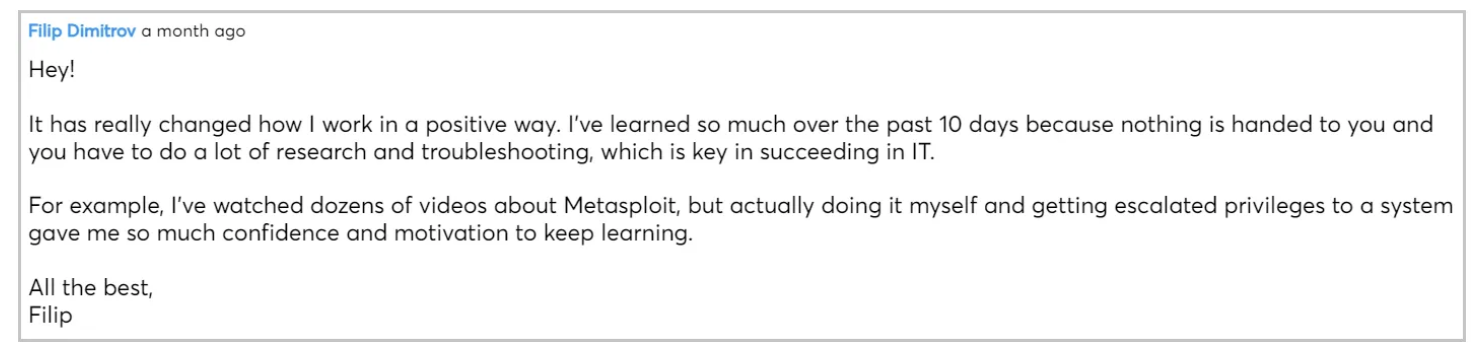 Filip Dimitrov a month ago
Hey!
It has really changed how I work in a positive way. I've learned so much over the past 10 days because nothing is handed to you and
you have to do a lot of research and troubleshooting, which is key in succeeding in IT.
For example, I've watched dozens of videos about Metasploit, but actually doing it myself and getting escalated privileges to a system
gave me so much confidence and motivation to keep learning.
All the best,
Filip